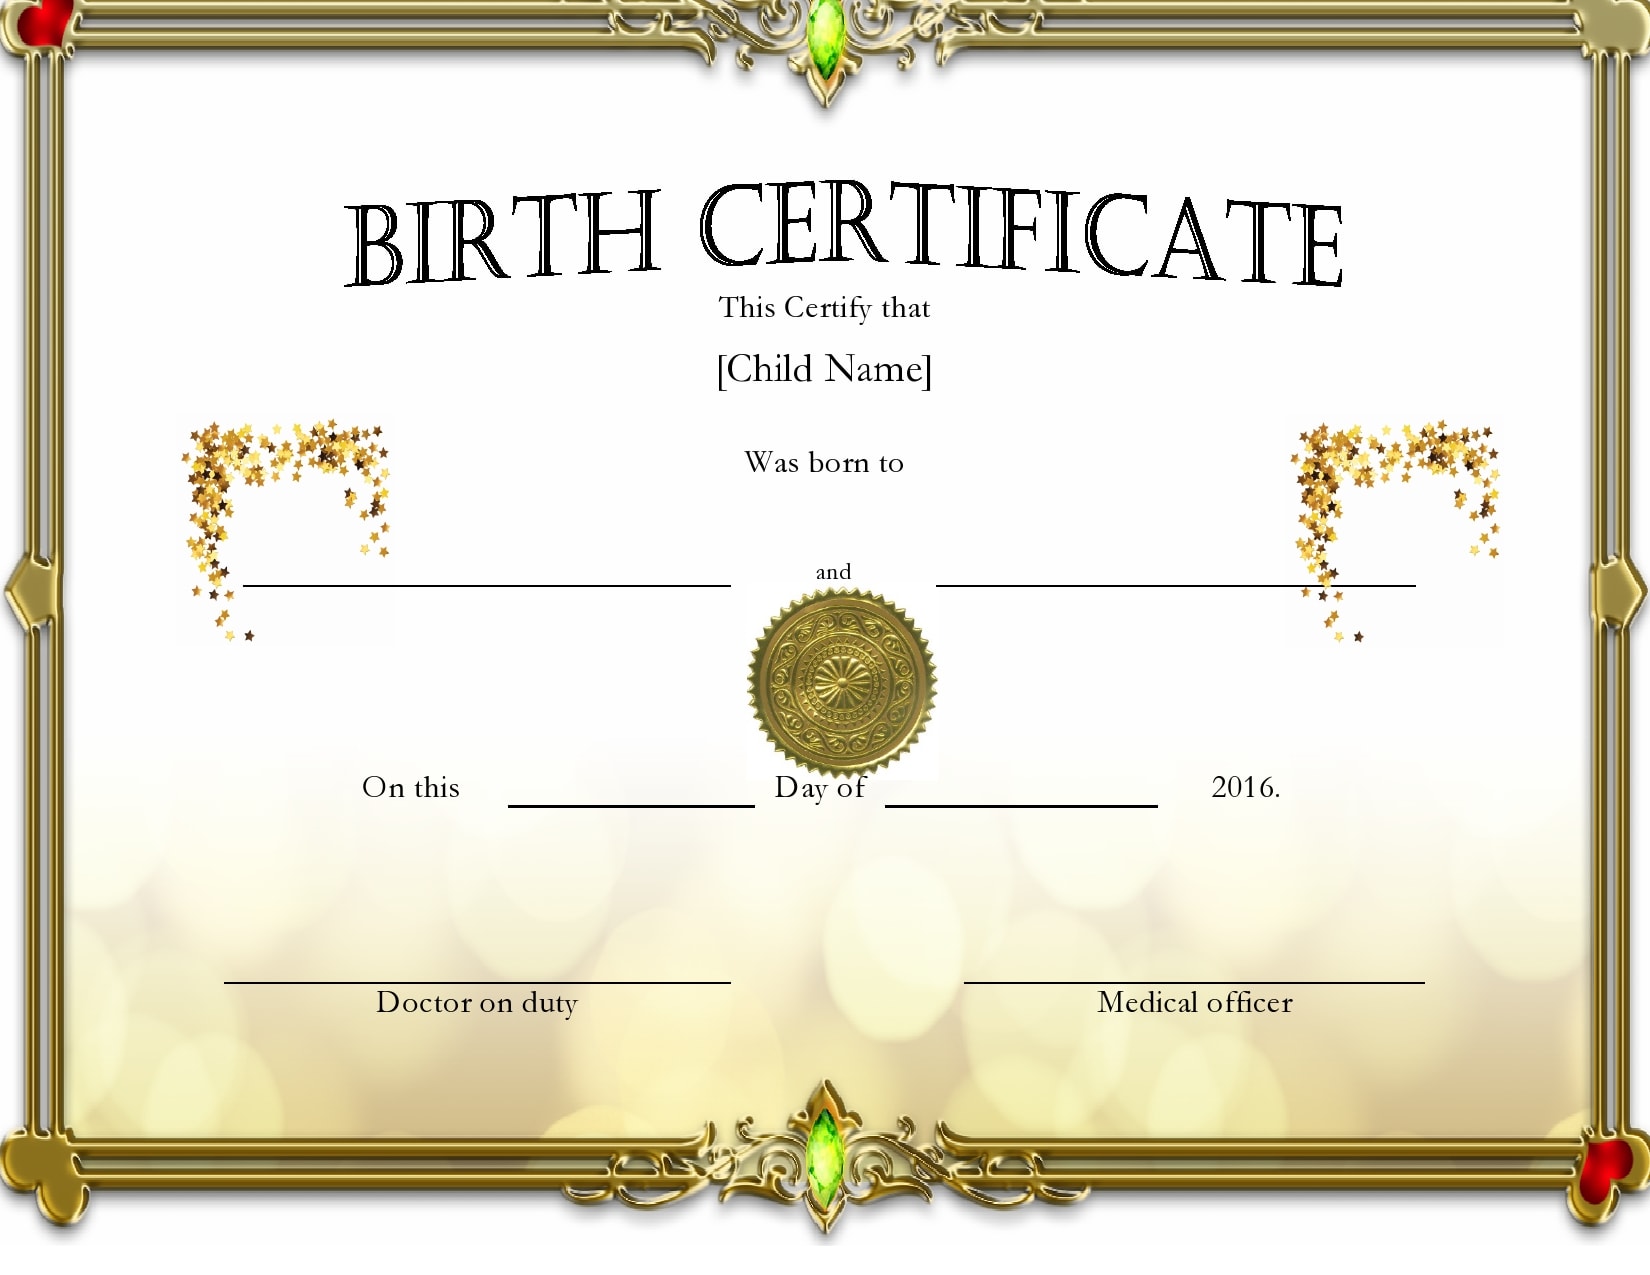 BIRTH CERTIFICATE
This Certify that
[Child Name]
Was born to
and
On this Day of 2016.
Doctor on duty Medical officer